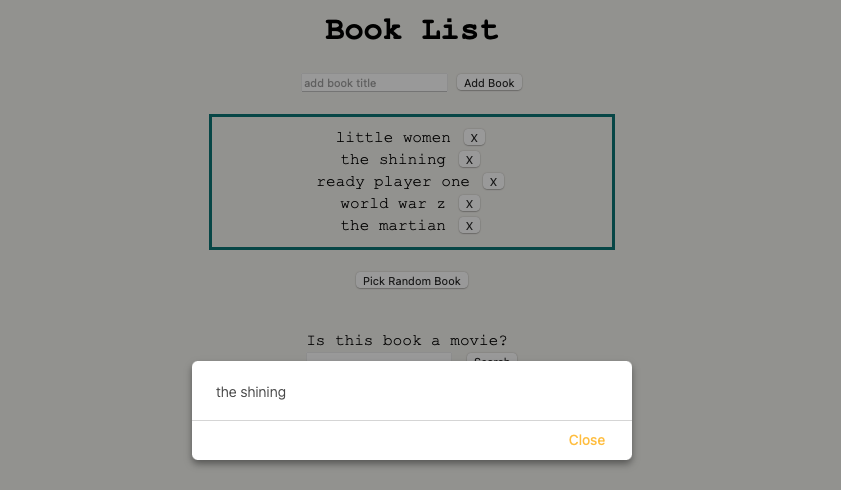 Book List
add book title Add Book
little women x
the shining x
ready player one x
world war z x
the martian x
Pick Random Book
Is this book a movie?
Search
the shining
Close